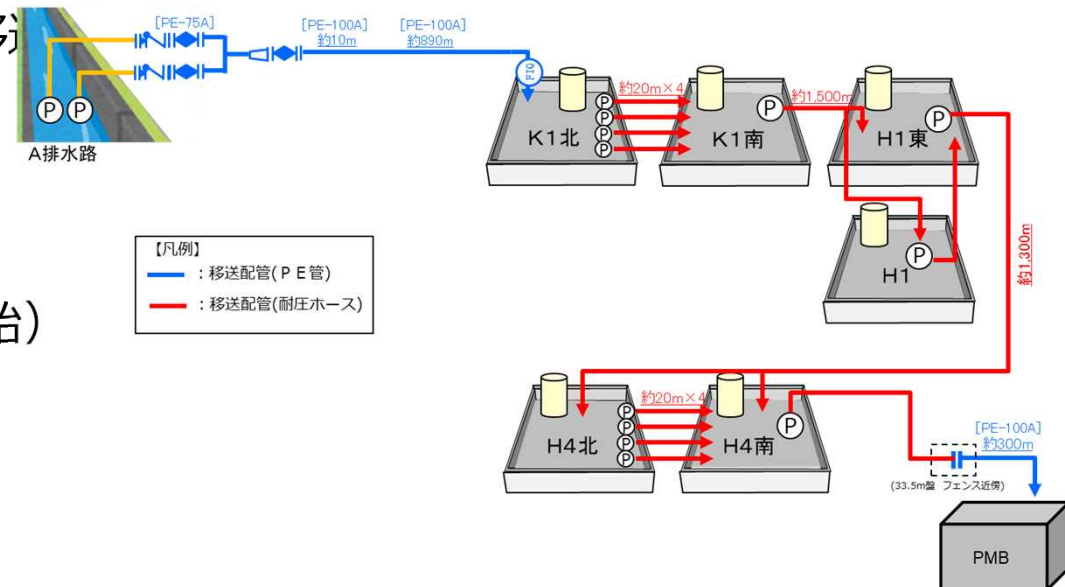 移送
[PE-75A]
[PE-100A]
約10m
[PE-100A]
約890m
P
P
A排水路
FIQ
約20m×4
約1,500m
P
P
P
P
K1北
P
K1南
P
H1東
P
H1
約1,300m
【凡例】
：移送配管(ＰＥ管)
：移送配管(耐圧ホース)
始）
約20m×4
P
P
P
P
H4北
P
H4南
[PE-100A]
約300m
(33.5m盤 フェンス近傍)
PMB